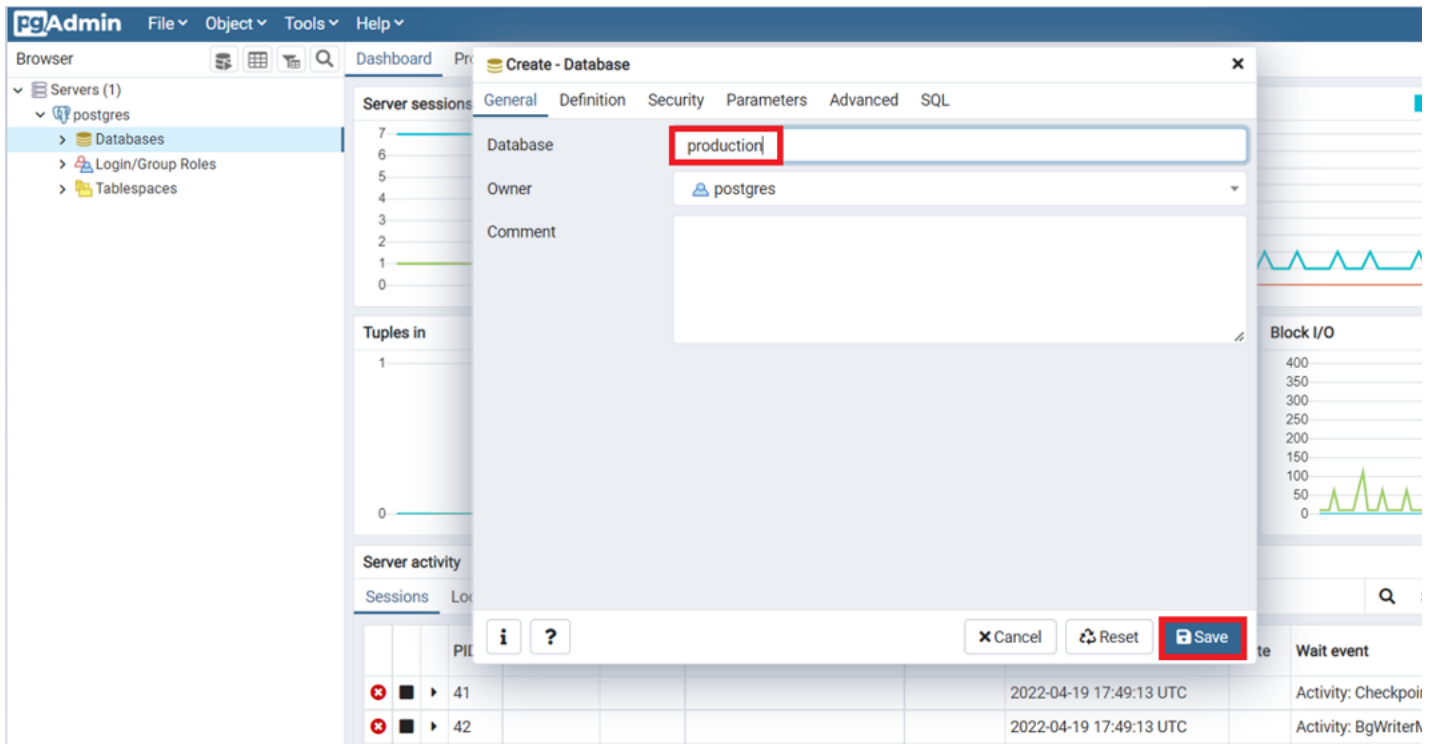 pgAdmin File Object Tools Help
Browser
Dashboard
Servers (1)
postgres
Databases
Login/Group Roles
Tablespaces
Server sessions
7
6
5
4
3
2
1
0
Tuples in
1
0
Create - Database
General Definition Security Parameters Advanced SQL
Database production
Owner postgres
Comment
i ? Cancel Reset Save
Block I/O
400
350
300
250
200
150
100
50
0
Server activity
Sessions
Wait event
41 2022-04-19 17:49:13 UTC Activity:
42 2022-04-19 17:49:13 UTC Activity: